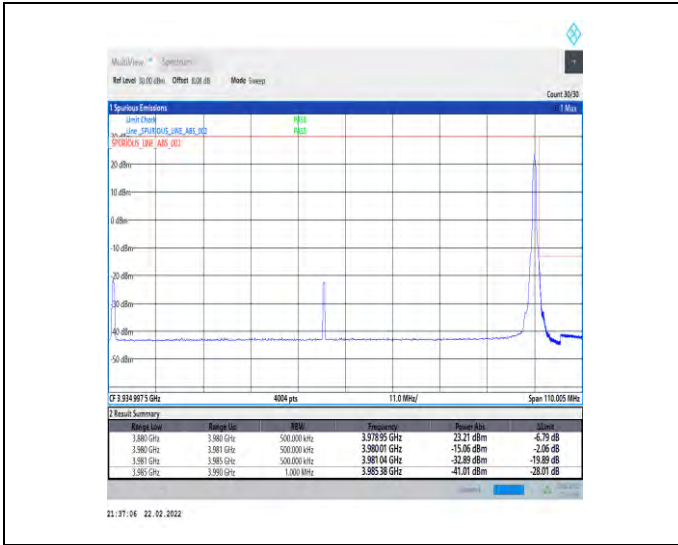 MultiView Spectrum
Ref Level 30.00 dBm Offset 8.08 dB Mode Sweep
Count 30/30
1 Spurious Emissions 1 Max
Limit Check PASS
Line _SPURIOUS_LINE_ABS_002 PASS
SPURIOUS_LINE_ABS_002
20 dBm
10 dBm
0 dBm
-10 dBm
-20 dBm
-30 dBm
-40 dBm
-50 dBm
CF 3.934 997 5 GHz 4004 pts 11.0 MHz/ Span 110.005 MHz
2 Result Summary
Range Low Range Up RBW Frequency Power Abs ΔLimit
3.880 GHz 3.980 GHz 500.000 kHz 3.978 95 GHz 23.21 dBm -6.79 dB
3.980 GHz 3.981 GHz 500.000 kHz 3.980 01 GHz -15.06 dBm -2.06 dB
3.981 GHz 3.985 GHz 500.000 kHz 3.981 04 GHz -32.89 dBm -19.89 dB
3.985 GHz 3.990 GHz 1.000 MHz 3.985 38 GHz -41.01 dBm -28.01 dB
21:37:06 22.02.2022